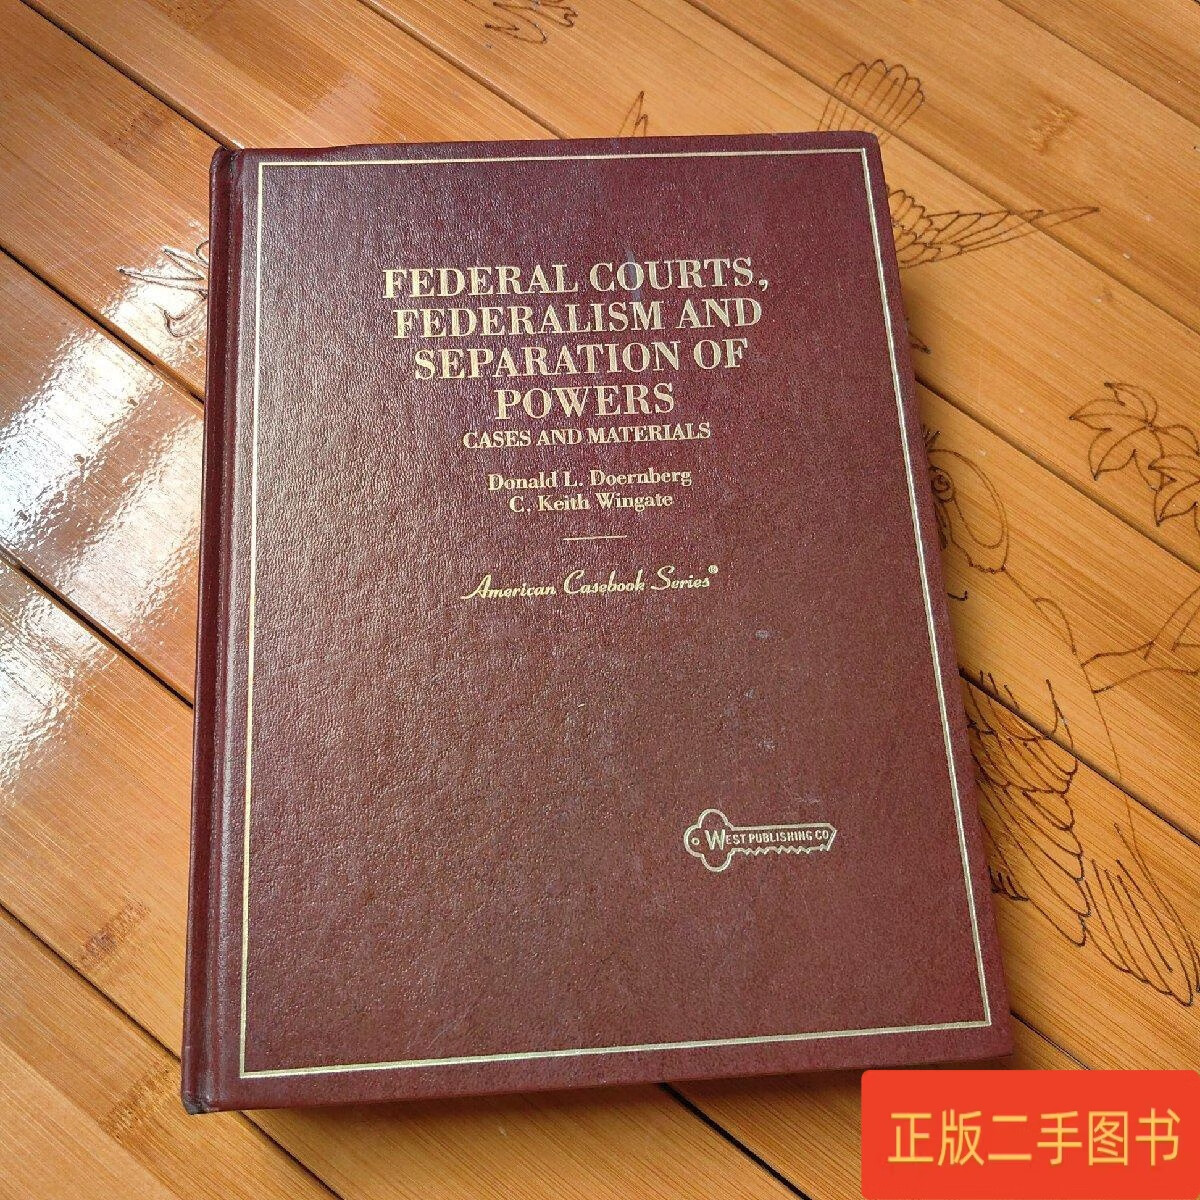 FEDERAL COURTS,
FEDERALISM AND
SEPARATION OF
POWERS
CASES AND MATERIALS
Donald L. Doernberg
C. Keith Wingate
American Casebook Series®
WEST PUBLISHING CO
正版二手图书